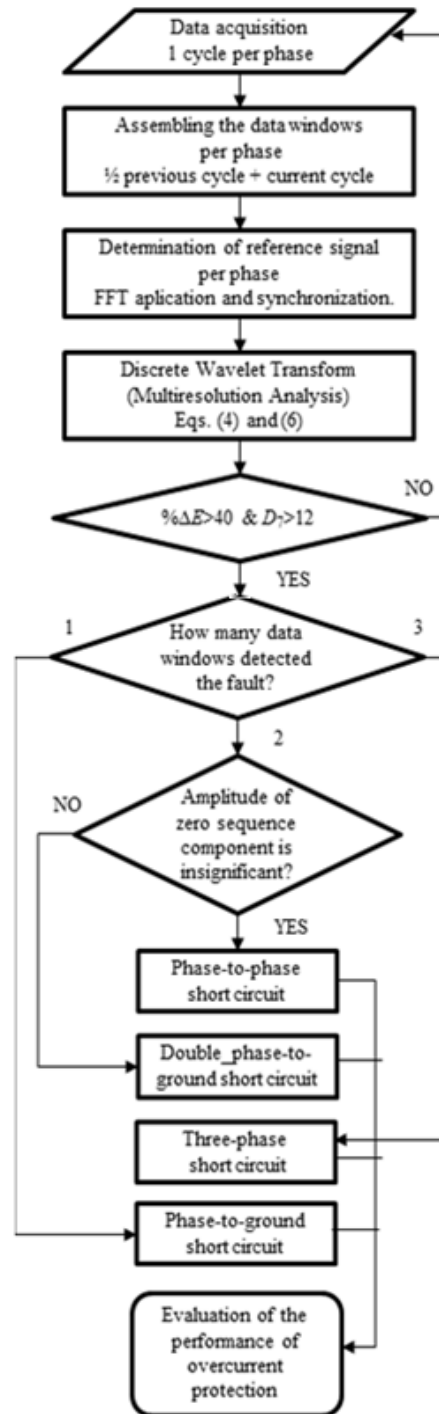 Data acquisition
1 cycle per phase
Assembling the data windows
per phase
½ previous cycle + current cycle
Determination of reference signal
per phase
FFT aplication and synchronization.
Discrete Wavelet Transform
(Multiresolution Analysis)
Eqs. (4) and (6)
%ΔE>40 & D₇>12
NO
YES
1
How many data
windows detected
the fault?
3
2
NO
Amplitude of
zero sequence
component is
insignificant?
YES
Phase-to-phase
short circuit
Double_phase-to-
ground short circuit
Three-phase
short circuit
Phase-to-ground
short circuit
Evaluation of the
performance of
overcurrent
protection